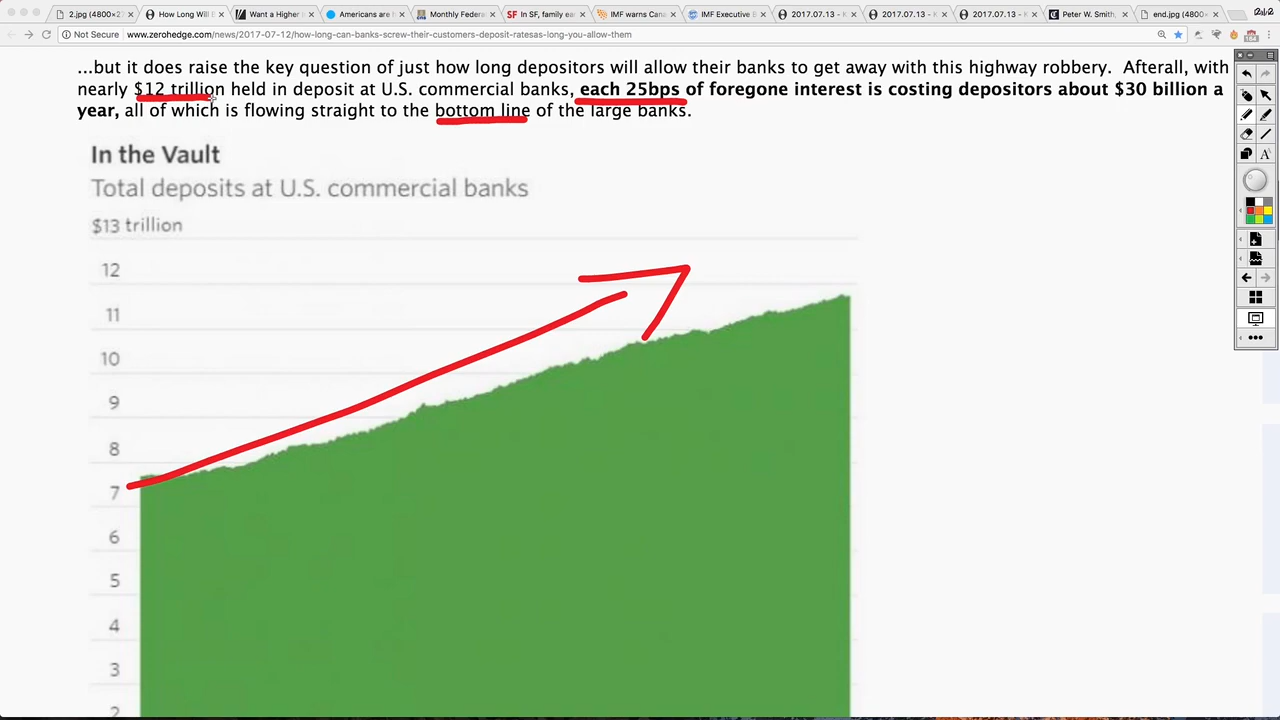 2.jpg (4800×2
How Long Will B
Want a Higher I
Americans are h
Monthly Federa
In SF, family ea
IMF warns Cana
IMF Executive B
2017.07.13 - K
2017.07.13 - K
2017.07.13 - K
Peter W. Smith,
end.jpg (4800×
Not Secure
www.zerohedge.com/news/2017-07-12/how-long-can-banks-screw-their-customers-deposit-ratesas-long-you-allow-them
...but it does raise the key question of just how long depositors will allow their banks to get away with this highway robbery. Afterall, with
nearly $12 trillion held in deposit at U.S. commercial banks, each 25bps of foregone interest is costing depositors about $30 billion a
year, all of which is flowing straight to the bottom line of the large banks.
In the Vault
Total deposits at U.S. commercial banks
$13 trillion
12
11
10
9
8
7
6
5
4
3
2